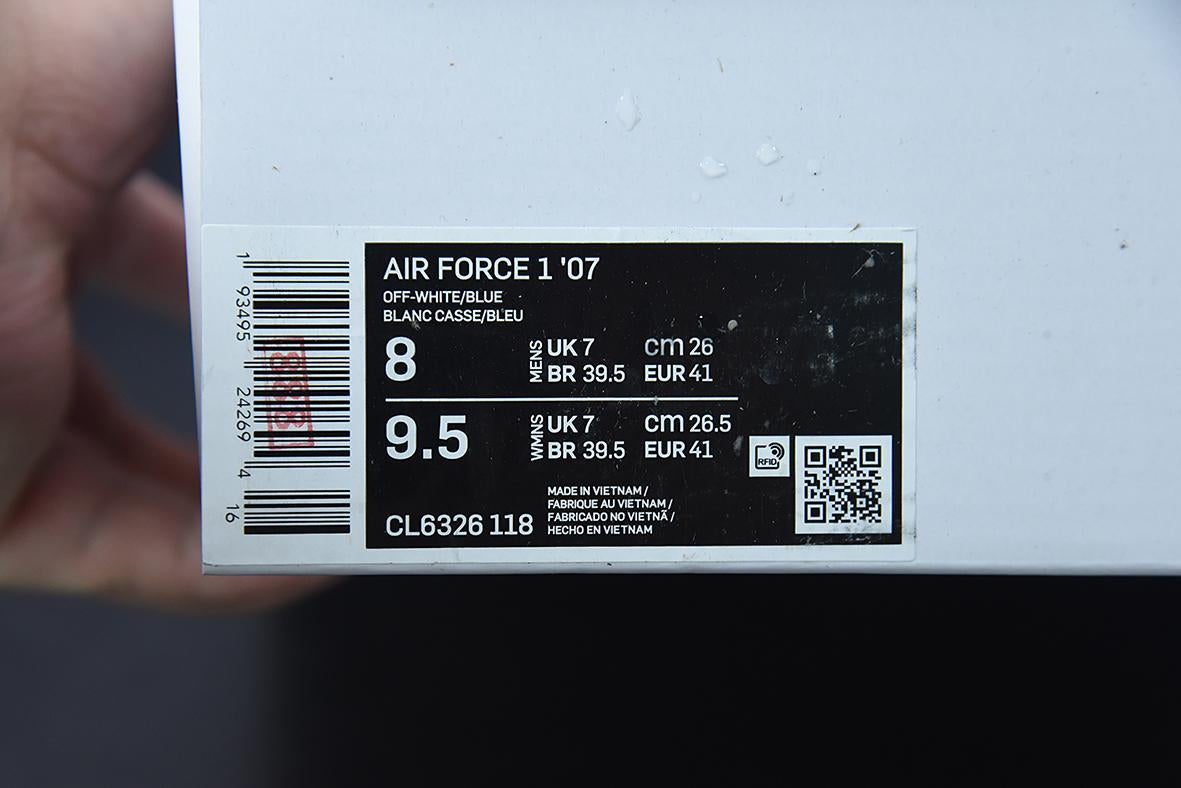 AIR FORCE 1 '07
OFF-WHITE/BLUE
BLANC CASSE/BLEU
8
MENS
UK 7 cm 26
BR 39.5 EUR 41
9.5
WMNS
UK 7 cm 26.5
BR 39.5 EUR 41
RFID
CL6326 118
MADE IN VIETNAM /
FABRIQUE AU VIETNAM /
FABRICADO NO VIETNÃ /
HECHO EN VIETNAM
1 93495 24269 4
16